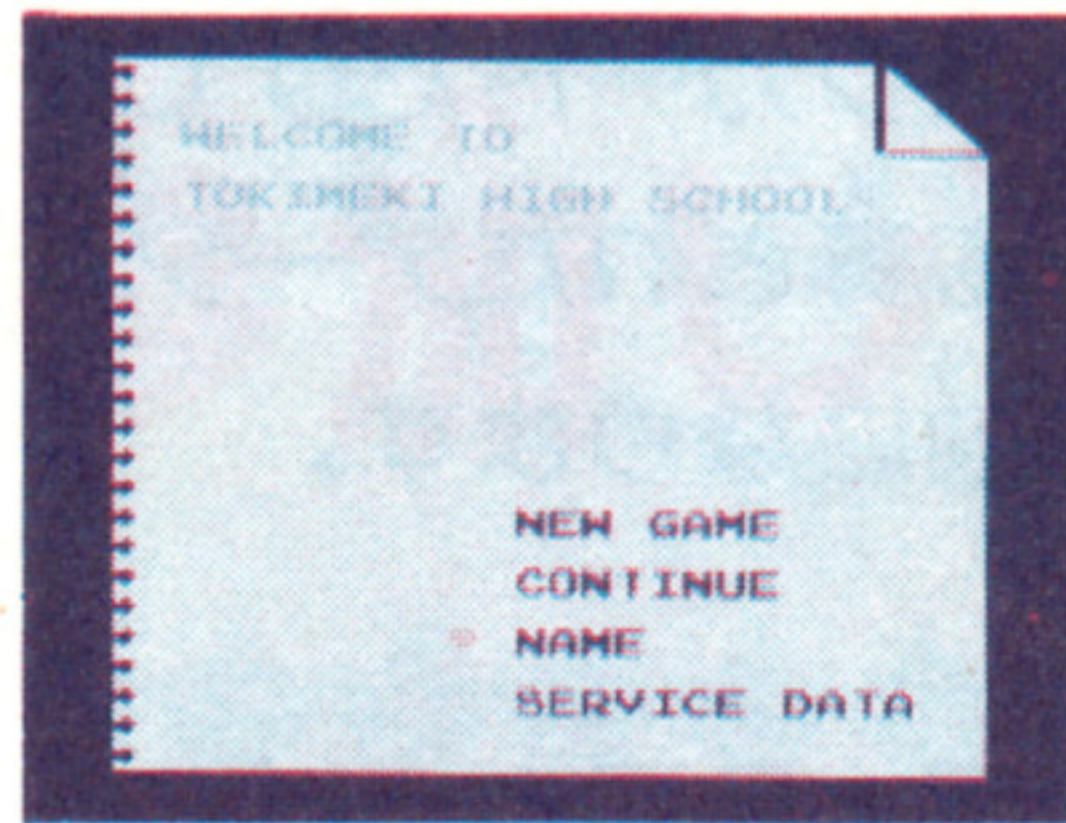 WELCOME TO
TOKIMEKI HIGH SCHOOL
NEW GAME
CONTINUE
NAME
SERVICE DATA